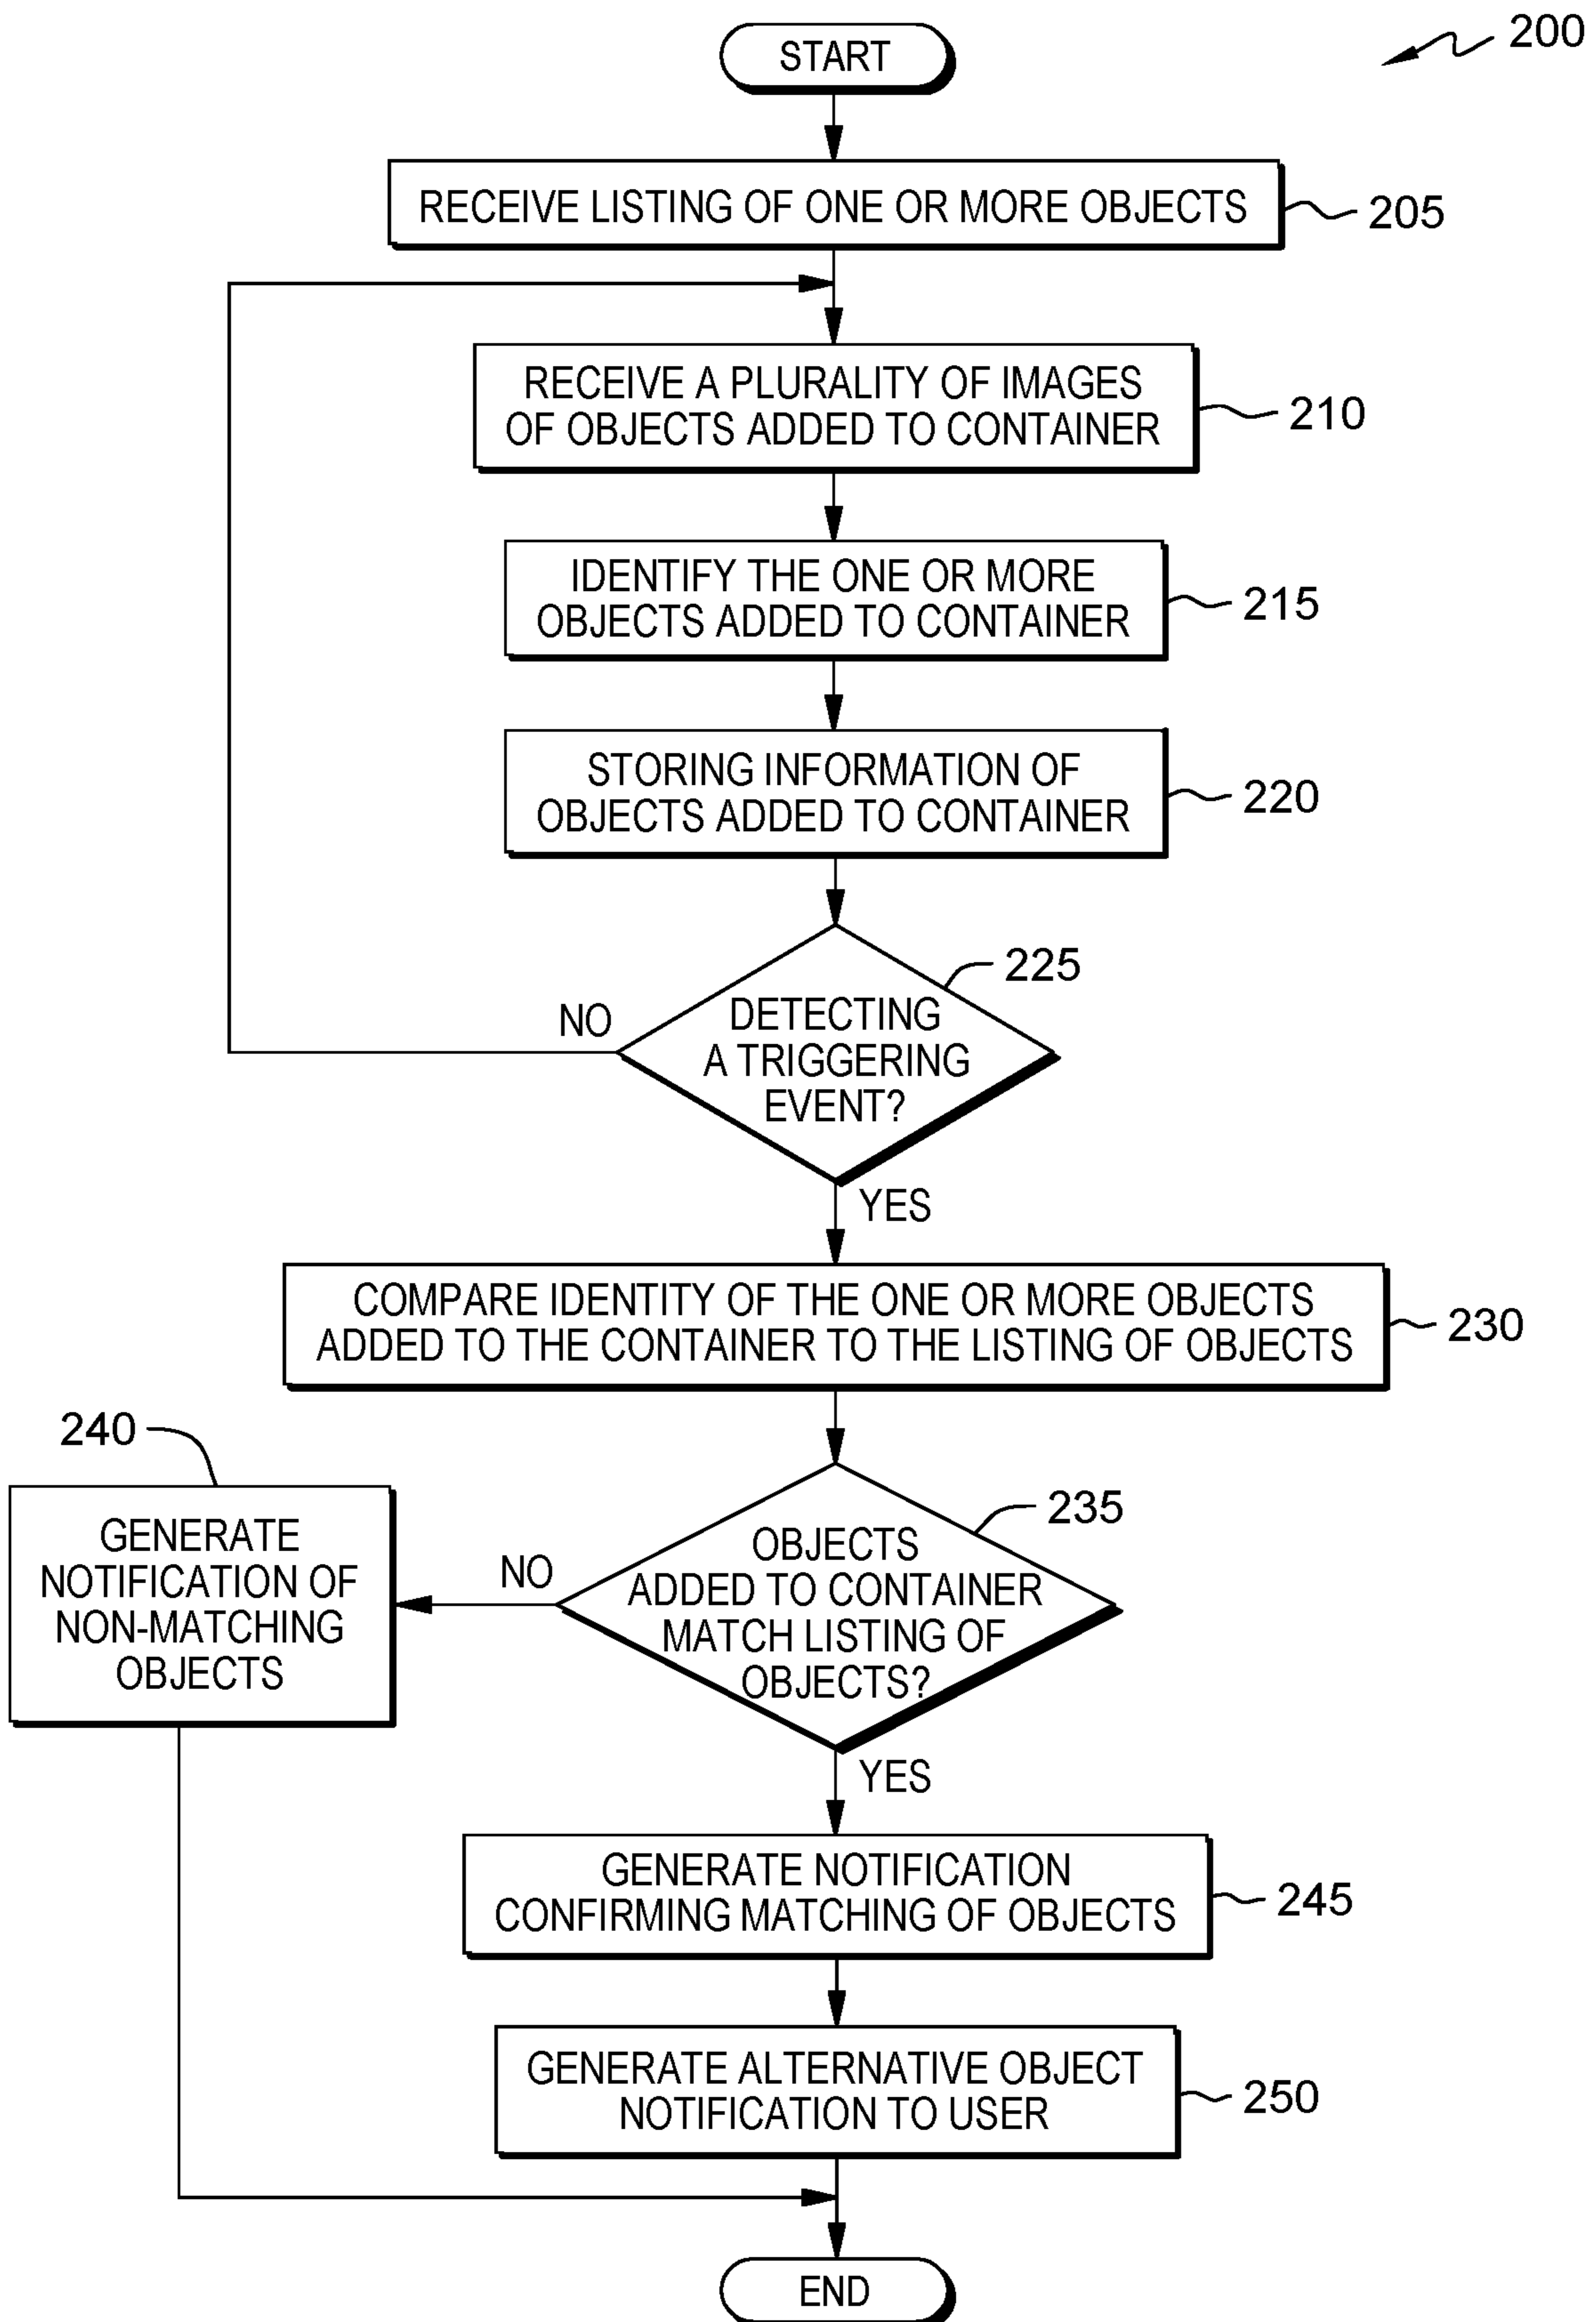 200
START
RECEIVE LISTING OF ONE OR MORE OBJECTS
205
RECEIVE A PLURALITY OF IMAGES
OF OBJECTS ADDED TO CONTAINER
210
IDENTIFY THE ONE OR MORE
OBJECTS ADDED TO CONTAINER
215
STORING INFORMATION OF
OBJECTS ADDED TO CONTAINER
220
225
NO
DETECTING
A TRIGGERING
EVENT?
YES
COMPARE IDENTITY OF THE ONE OR MORE OBJECTS
ADDED TO THE CONTAINER TO THE LISTING OF OBJECTS
230
240
235
GENERATE
NOTIFICATION OF
NON-MATCHING
OBJECTS
NO
OBJECTS
ADDED TO CONTAINER
MATCH LISTING OF
OBJECTS?
YES
GENERATE NOTIFICATION
CONFIRMING MATCHING OF OBJECTS
245
GENERATE ALTERNATIVE OBJECT
NOTIFICATION TO USER
250
END